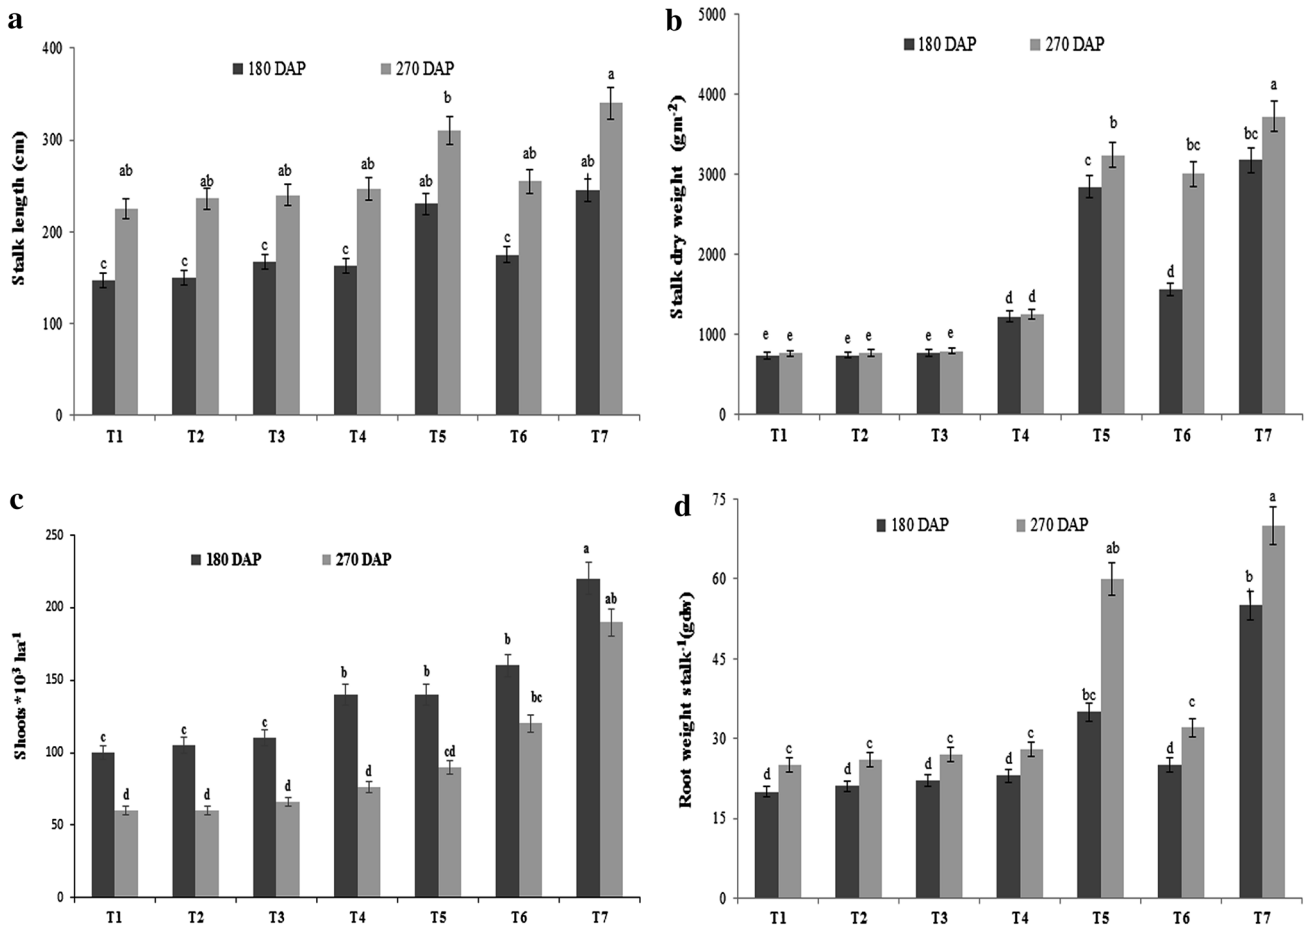 a
Stalk length (cm)
400
300
200
100
0
180 DAP 270 DAP
c ab c ab c ab c ab ab b c ab ab a
T1 T2 T3 T4 T5 T6 T7
b
Stalk dry weight (gm-2)
5000
4000
3000
2000
1000
0
180 DAP 270 DAP
e e e e e e d d c b d bc bc a
T1 T2 T3 T4 T5 T6 T7
c
Shoots*10³ ha-1
250
200
150
100
50
0
180 DAP 270 DAP
c d c d c d b d b cd b bc a ab
T1 T2 T3 T4 T5 T6 T7
d
Root weight stalk-1(gdw)
75
60
45
30
15
0
180 DAP 270 DAP
d c d c d c d c bc ab d c b a
T1 T2 T3 T4 T5 T6 T7